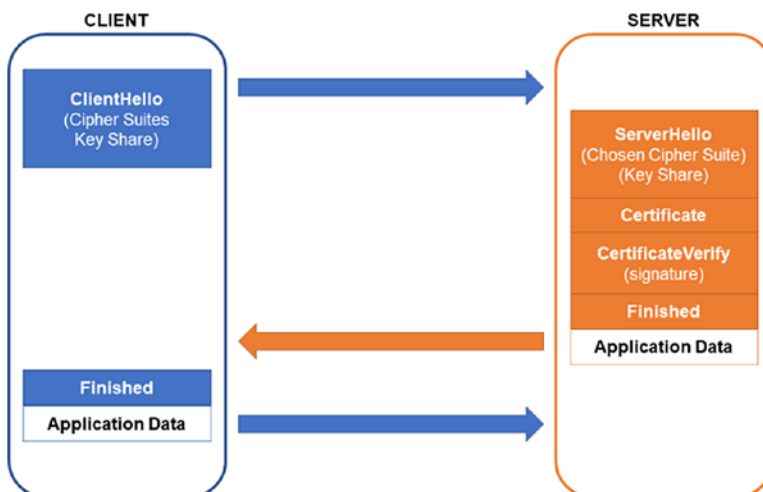 CLIENT
SERVER
ClientHello
(Cipher Suites
Key Share)
ServerHello
(Chosen Cipher Suite)
(Key Share)
Certificate
CertificateVerify
(signature)
Finished
Application Data
Finished
Application Data